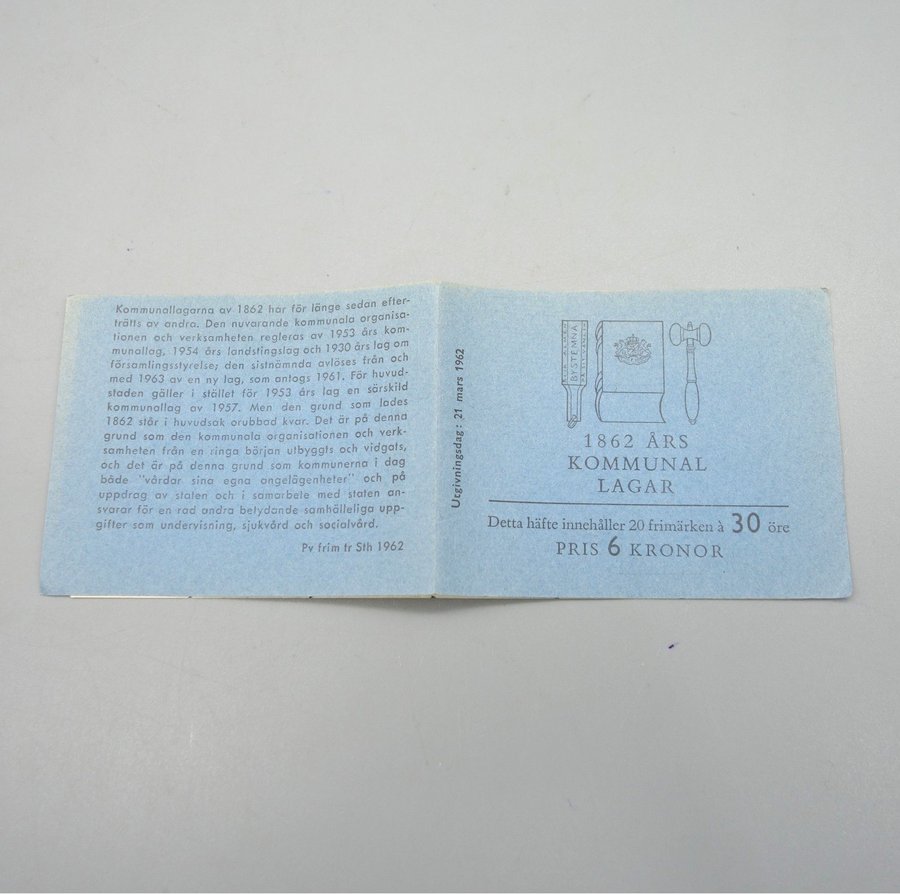 Kommunallagarna av 1862 har för länge sedan efter-
trätts av andra. Den nuvarande kommunala organisa-
tionen och verksamheten regleras av 1953 års kom-
munallag, 1954 års landstingslag och 1930 års lag om
församlingsstyrelse; den sistnämnda avlöses från och
med 1963 av en ny lag, som antogs 1961. För huvud-
staden gäller i stället för 1953 års lag en särskild
kommunallag av 1957. Men den grund som lades
1862 står i huvudsak orubbad kvar. Det är på denna
grund som den kommunala organisationen och verk-
samheten från en ringa början utbyggts och vidgats,
och det är på denna grund som kommunerna i dag
både "vårdar sina egna angelägenheter" och på
uppdrag av staten och i samarbete med staten an-
svarar för en rad andra betydande samhälleliga upp-
gifter som undervisning, sjukvård och socialvård.
Pv frim tr Sth 1962
Utgivningsdag: 21 mars 1962
BYSTEMNA
1862 ÅRS
KOMMUNAL
LAGAR
Detta häfte innehåller 20 frimärken à 30 öre
PRIS 6 KRONOR